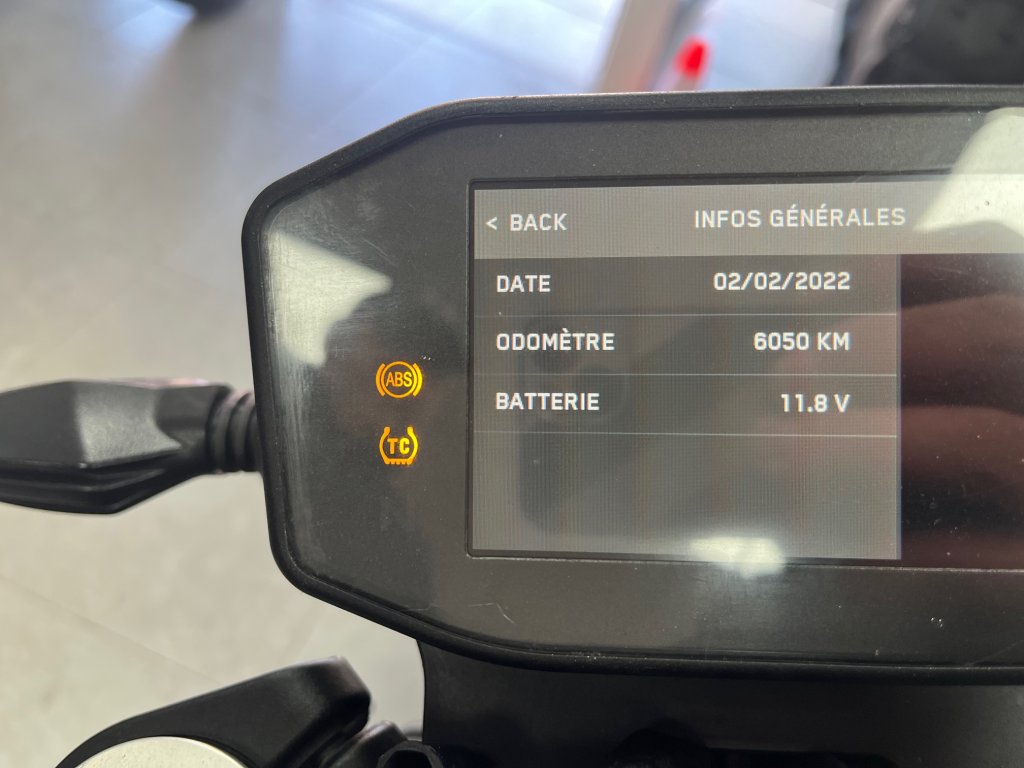 < BACK INFOS GÉNÉRALES
DATE 02/02/2022
ODOMÈTRE 6050 KM
ABS
BATTERIE 11.8 V
TC